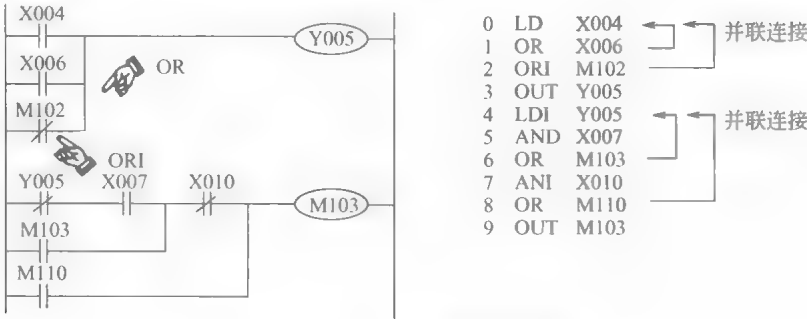 X004
Y005
X006
OR
M102
ORI
Y005 X007 X010
M103
M103
M110
0 LD X004
1 OR X006
2 ORI M102
3 OUT Y005
4 LDI Y005
5 AND X007
6 OR M103
7 ANI X010
8 OR M110
9 OUT M103
并联连接
并联连接